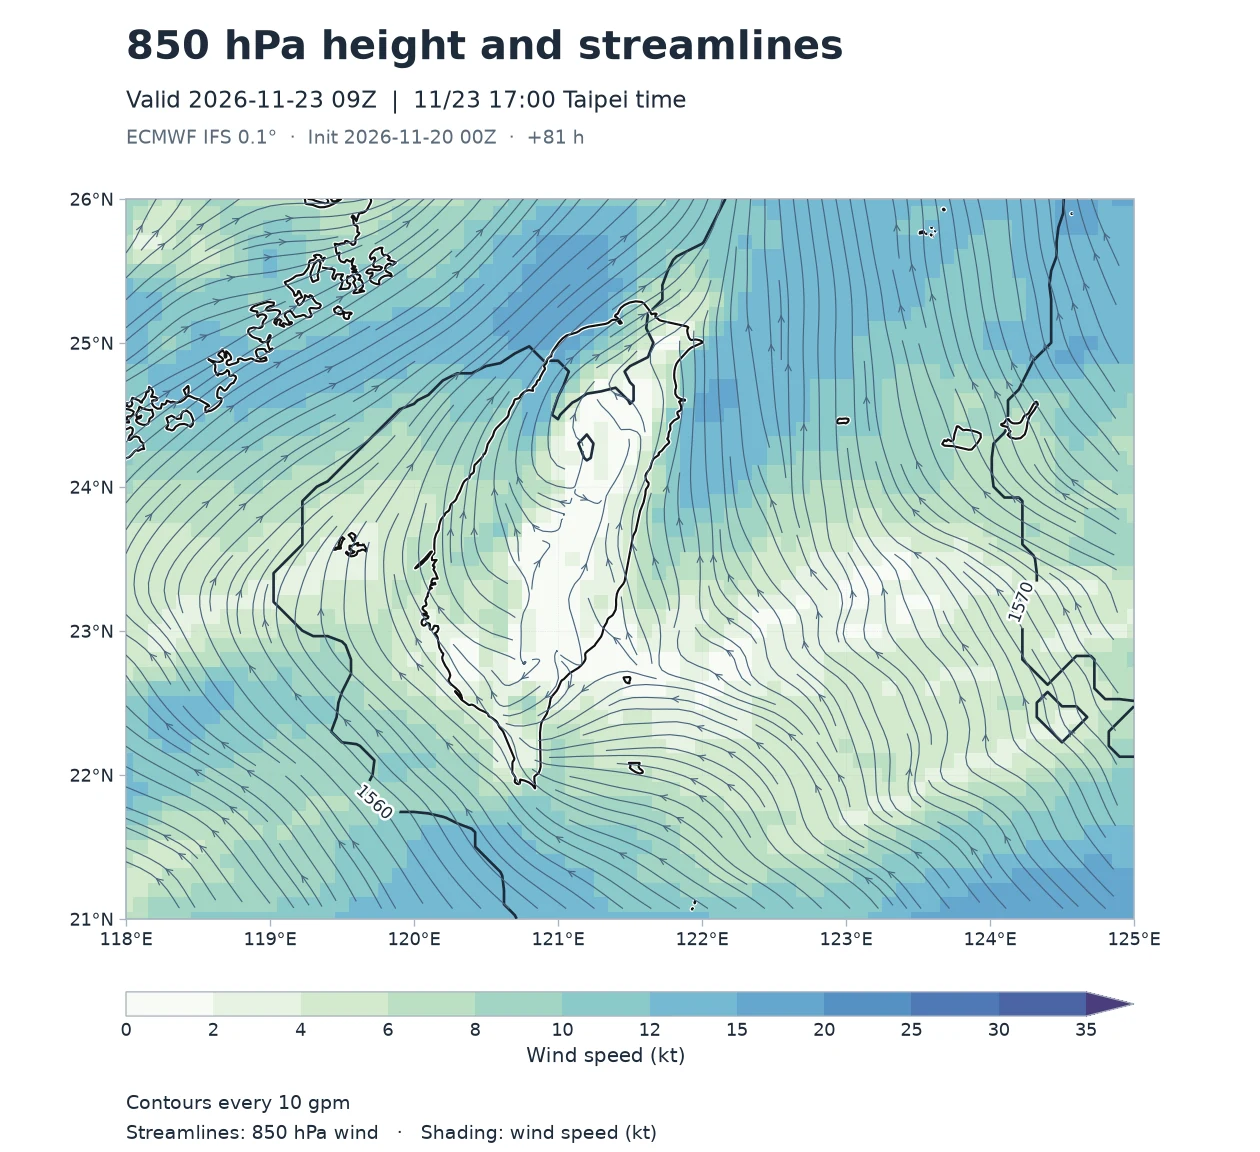 850 hPa height and streamlines
Valid 2026-11-23 09Z | 11/23 17:00 Taipei time
ECMWF IFS 0.1° · Init 2026-11-20 00Z · +81 h
26°N
25°N
24°N
23°N
22°N
21°N
1570
1560
118°E 119°E 120°E 121°E 122°E 123°E 124°E 125°E
0 2 4 6 8 10 12 15 20 25 30 35
Wind speed (kt)
Contours every 10 gpm
Streamlines: 850 hPa wind · Shading: wind speed (kt)